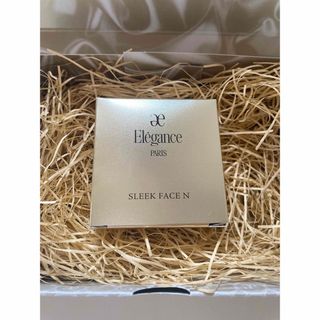 æ
Elégance
PARIS
SLEEK FACE N